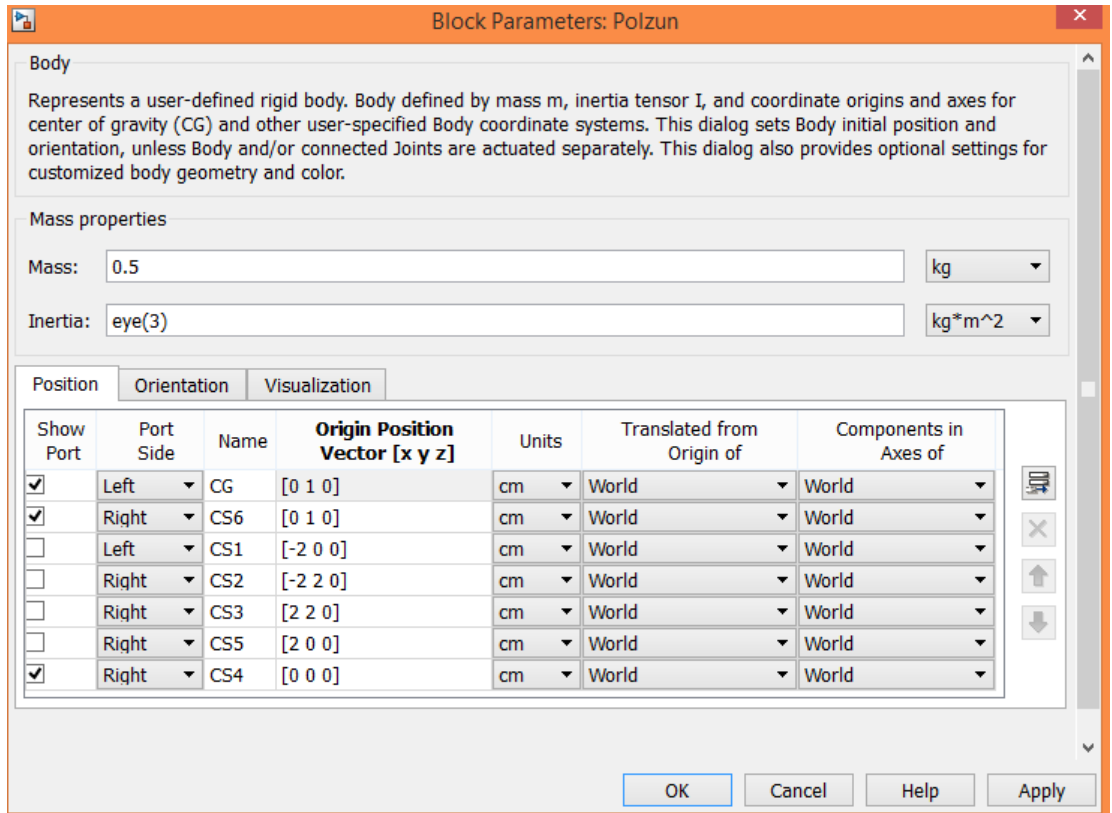 Block Parameters: Polzun
Body
Represents a user-defined rigid body. Body defined by mass m, inertia tensor I, and coordinate origins and axes for
center of gravity (CG) and other user-specified Body coordinate systems. This dialog sets Body initial position and
orientation, unless Body and/or connected Joints are actuated separately. This dialog also provides optional settings for
customized body geometry and color.
Mass properties
Mass: 0.5 kg
Inertia: eye(3) kg*m^2
Position Orientation Visualization
Show Port Port Side Name Origin Position Vector [x y z] Units Translated from Origin of Components in Axes of
Left CG [0 1 0] cm World World
Right CS6 [0 1 0] cm World World
Left CS1 [-2 0 0] cm World World
Right CS2 [-2 2 0] cm World World
Right CS3 [2 2 0] cm World World
Right CS5 [2 0 0] cm World World
Right CS4 [0 0 0] cm World World
OK Cancel Help Apply